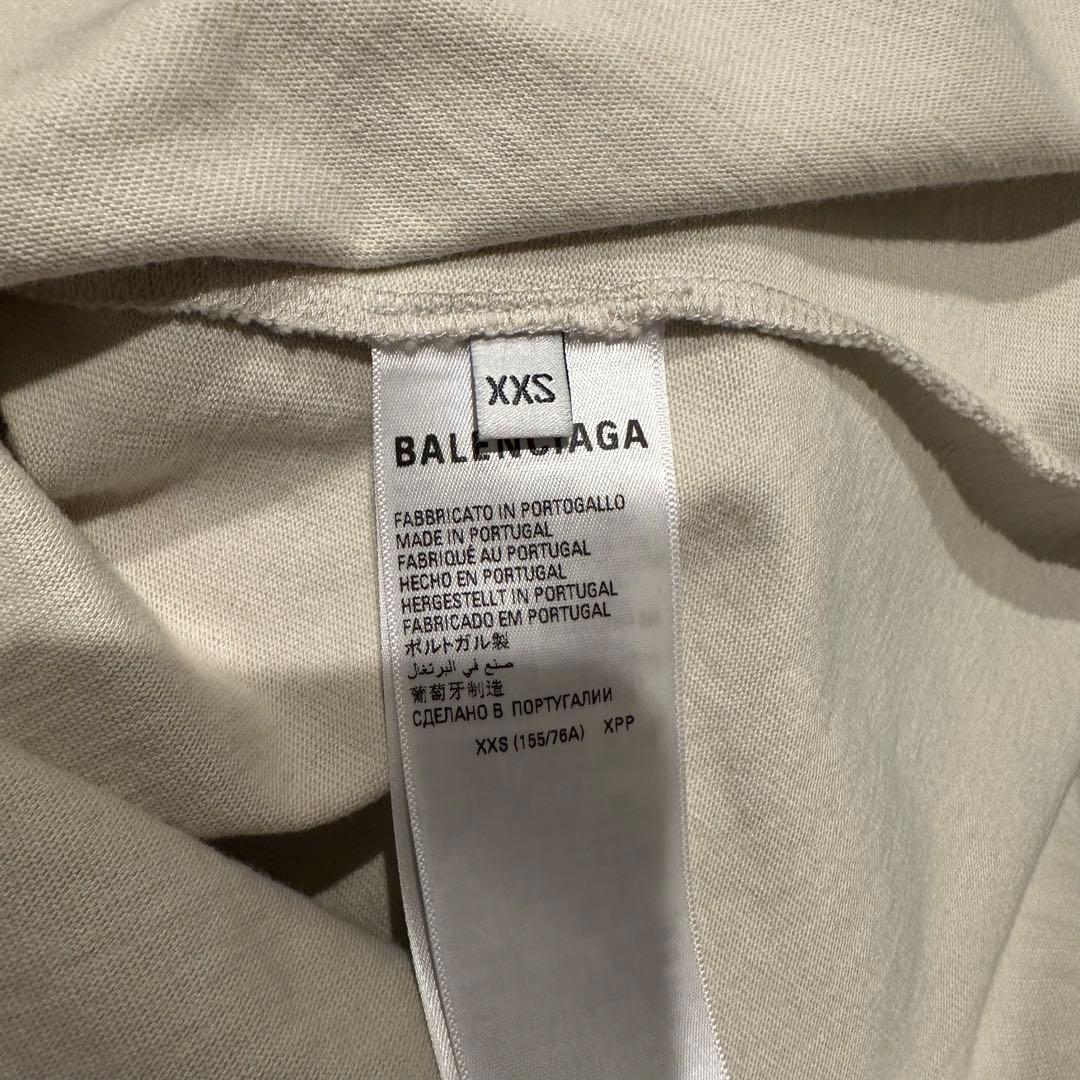 XXS
BALENCIAGA
FABBRICATO IN PORTOGALLO
MADE IN PORTUGAL
FABRIQUÉ AU PORTUGAL
HECHO EN PORTUGAL
HERGESTELLT IN PORTUGAL
FABRICADO EM PORTUGAL
ポルトガル製
صنع في البرتغال
葡萄牙制造
СДЕЛАНО В ПОРТУГАЛИИ
XXS (155/76A) XPP